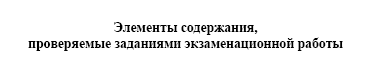 Элементы содержания,
проверяемые заданиями экзаменационной работы